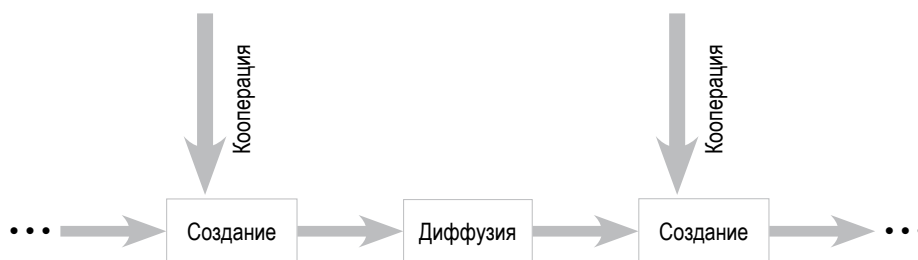 Кооперация
Кооперация
• • •
Создание
Диффузия
Создание
• • •